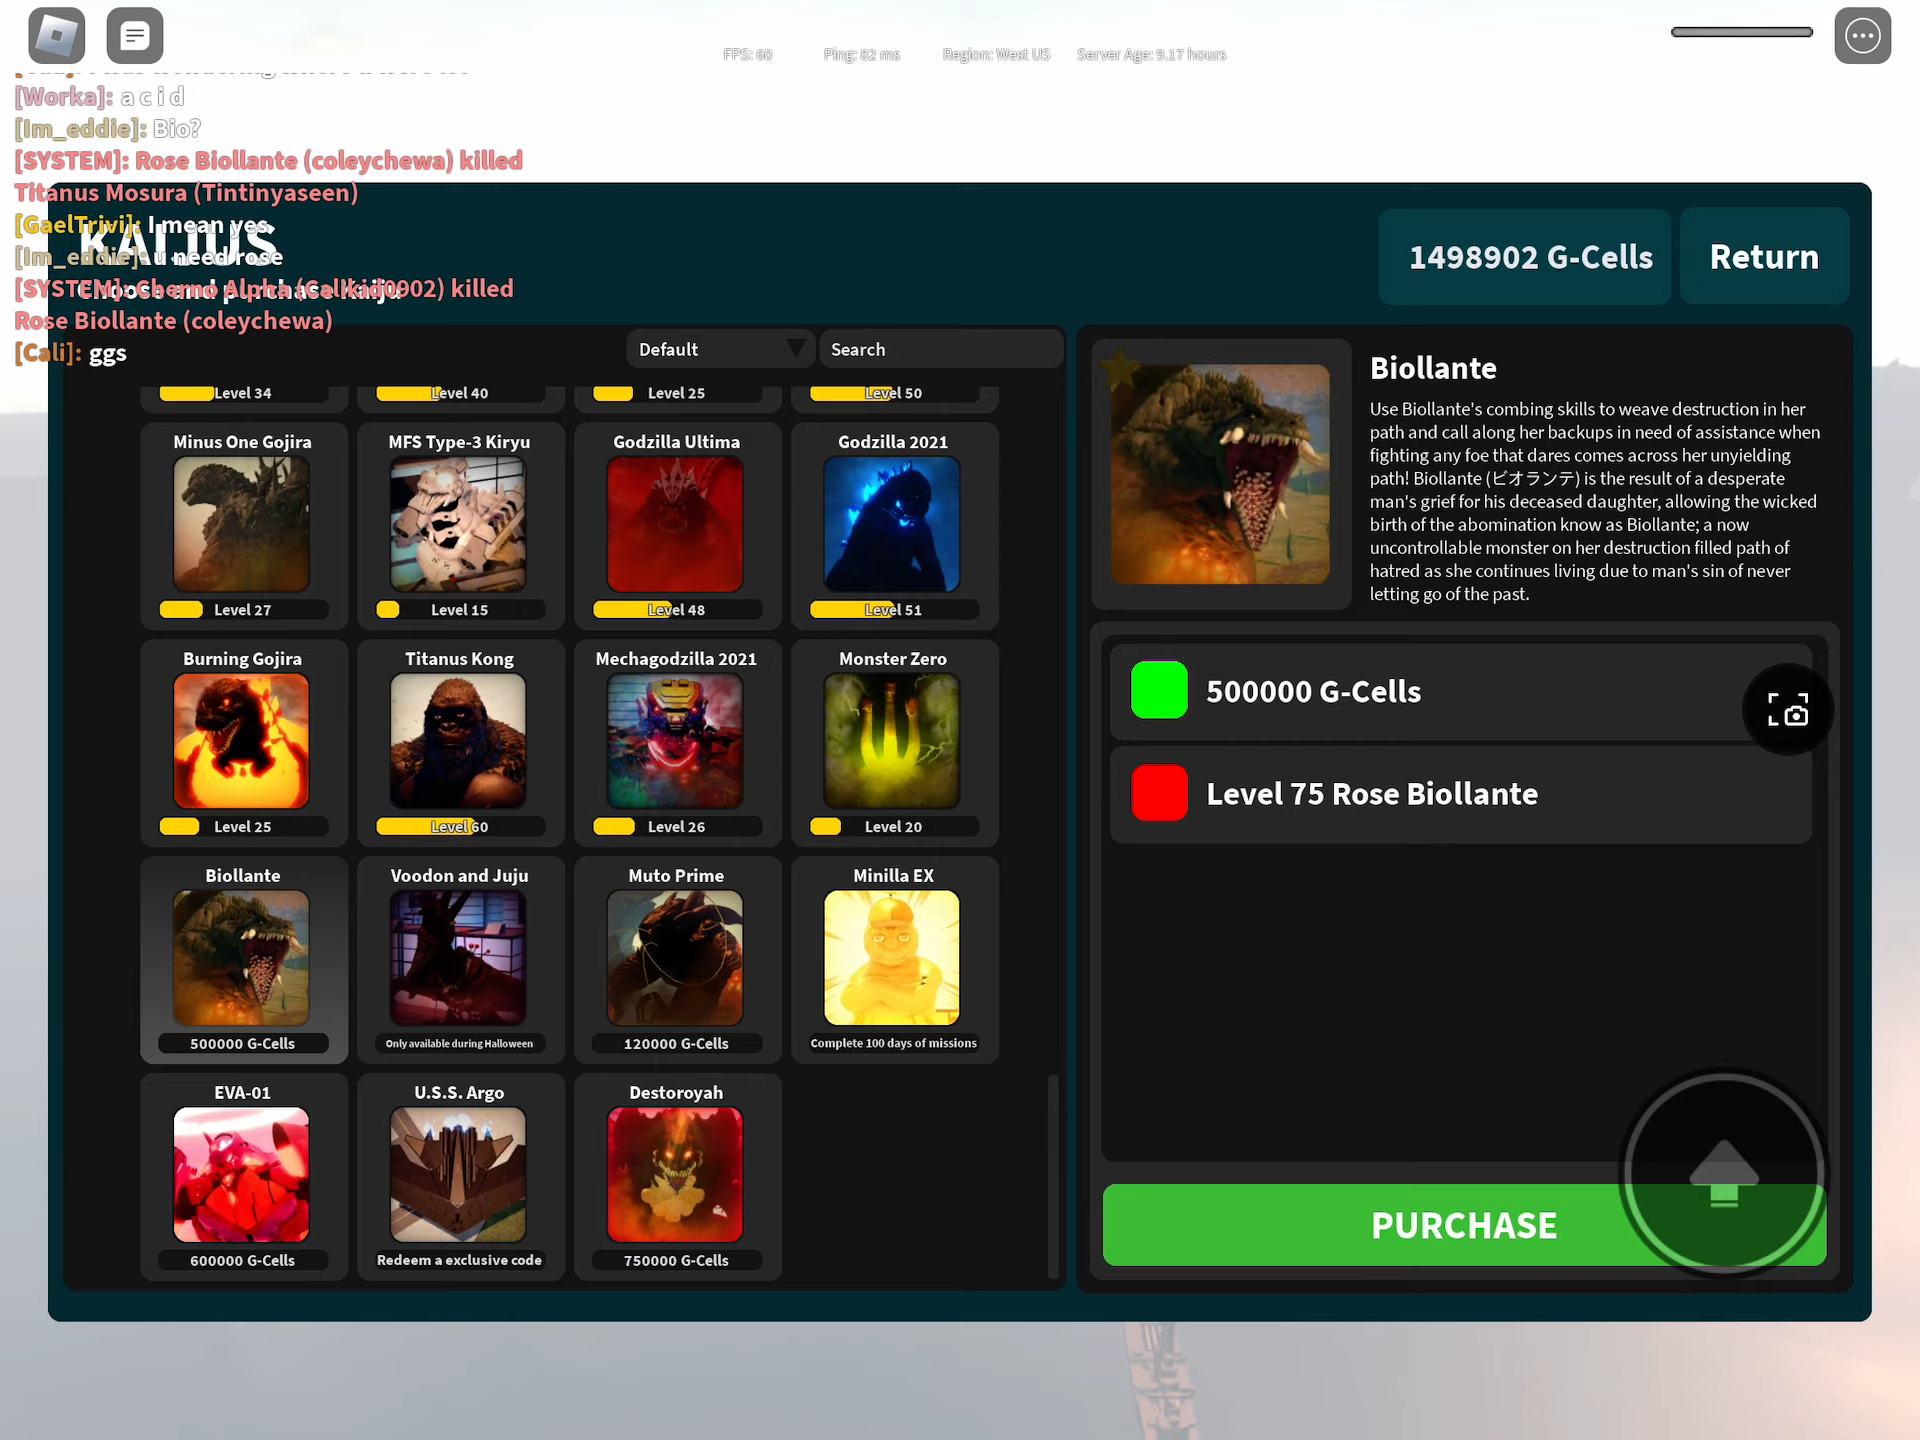 FPS: 60 Ping: 82 ms Region: West US Server Age: 9.17 hours
[Worka]: a c i d
[Im_eddie]: Bio?
[SYSTEM]: Rose Biollante (coleychewa) killed
Titanus Mosura (Tintinyaseen)
[GaelTrivi]: I mean yes
KAIJUS
[Im_eddie]: u need rose
Choose and purchase Kaiju
[SYSTEM]: Cherno Alpha (Calikid0902) killed
Rose Biollante (coleychewa)
[Cali]: ggs
1498902 G-Cells
Return
Default
Search
Level 34 Level 40 Level 25 Level 50
Minus One Gojira MFS Type-3 Kiryu Godzilla Ultima Godzilla 2021
Level 27 Level 15 Level 48 Level 51
Burning Gojira Titanus Kong Mechagodzilla 2021 Monster Zero
Level 25 Level 60 Level 26 Level 20
Biollante Voodon and Juju Muto Prime Minilla EX
500000 G-Cells Only available during Halloween 120000 G-Cells Complete 100 days of missions
EVA-01 U.S.S. Argo Destoroyah
600000 G-Cells Redeem a exclusive code 750000 G-Cells
Biollante
Use Biollante's combing skills to weave destruction in her
path and call along her backups in need of assistance when
fighting any foe that dares comes across her unyielding
path! Biollante (ビオランテ) is the result of a desperate
man's grief for his deceased daughter, allowing the wicked
birth of the abomination know as Biollante; a now
uncontrollable monster on her destruction filled path of
hatred as she continues living due to man's sin of never
letting go of the past.
500000 G-Cells
Level 75 Rose Biollante
PURCHASE